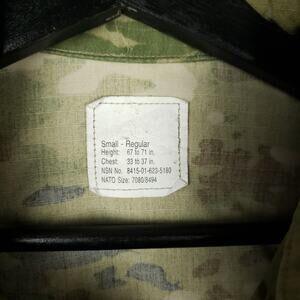 Small - Regular
Height: 67 to 71 in.
Chest: 33 to 37 in.
NSN No. 8415-01-623-5180
NATO Size: 7080/8494